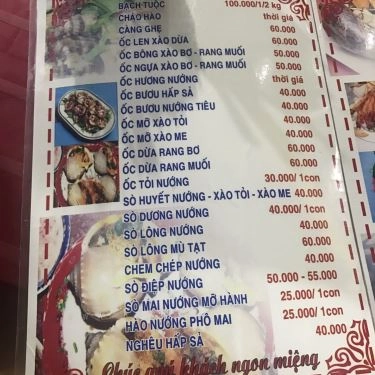 BẠCH TUỘC 100.000/1/2 kg
CHÁO HÀO thời giá
CÀNG GHẸ 60.000
ỐC LEN XÀO DỪA 60.000
ỐC BÔNG XÀO BƠ - RANG MUỐI 50.000
ỐC NGỰA XÀO BƠ - RANG MUỐI 50.000
ỐC HƯƠNG NƯỚNG thời giá
ỐC BƯƠU HẤP SẢ 40.000
ỐC BƯƠU NƯỚNG TIÊU 40.000
ỐC MỠ XÀO TỎI 40.000
ỐC MỠ XÀO ME 40.000
ỐC DỪA RANG BƠ 60.000
ỐC DỪA RANG MUỐI 60.000
ỐC TỎI NƯỚNG 30.000/ 1con
SÒ HUYẾT NƯỚNG - XÀO TỎI - XÀO ME 40.000
SÒ DƯƠNG NƯỚNG 40.000/ 1con
SÒ LÔNG NƯỚNG 40.000
SÒ LÔNG MÙ TẠT 60.000
CHEM CHÉP NƯỚNG 40.000
SÒ ĐIỆP NƯỚNG 50.000 - 55.000
SÒ MAI NƯỚNG MỠ HÀNH 25.000/ 1con
HÀO NƯỚNG PHÔ MAI 25.000/ 1con
NGHÊU HẤP SẢ 40.000
Chúc quý khách ngon miệng